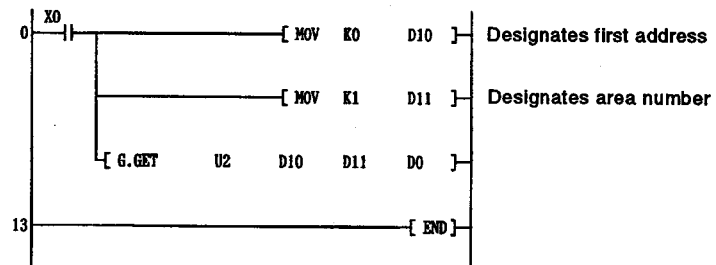 X0
0 [ MOV K0 D10 ] Designates first address
[ MOV K1 D11 ] Designates area number
[ G.GET U2 D10 D11 D0 ]
13 [ END ]